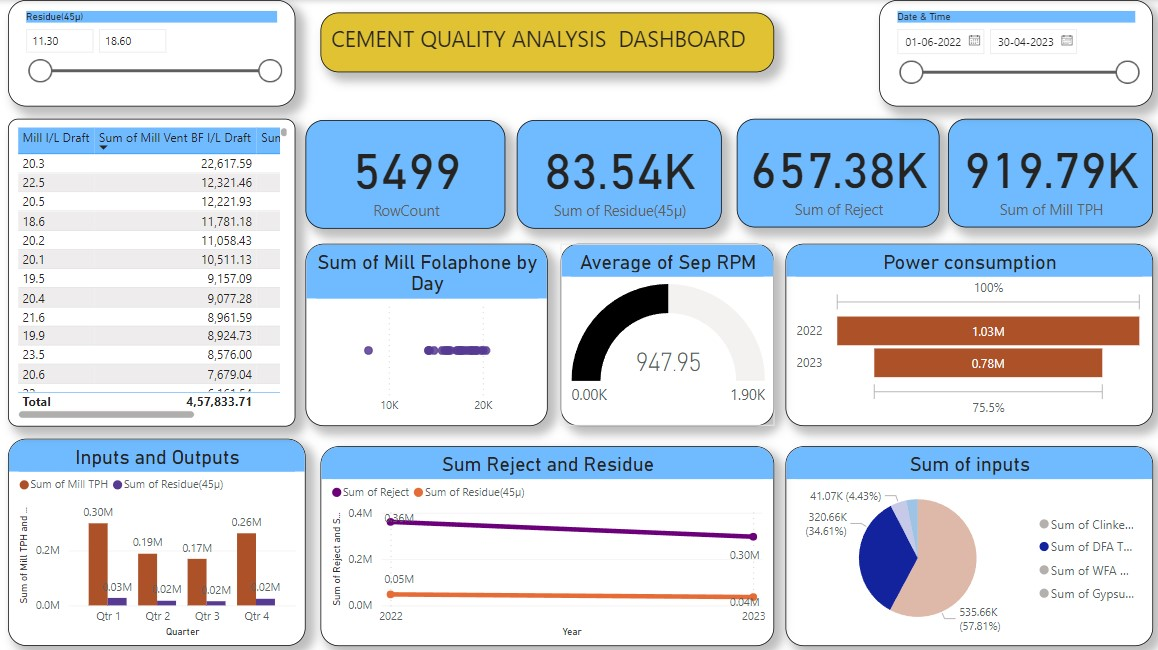 Residue(45µ)
11.30 18.60
CEMENT QUALITY ANALYSIS DASHBOARD
Date & Time
01-06-2022 30-04-2023
Mill I/L Draft Sum of Mill Vent BF I/L Draft Sun
20.3 22,617.59
22.5 12,321.46
20.5 12,221.93
18.6 11,781.18
20.2 11,058.43
20.1 10,511.13
19.5 9,157.09
20.4 9,077.28
21.6 8,961.59
19.9 8,924.73
23.5 8,576.00
20.6 7,679.04
Total 4,57,833.71
5499
RowCount
83.54K
Sum of Residue(45µ)
657.38K
Sum of Reject
919.79K
Sum of Mill TPH
Sum of Mill Folaphone by
Day
10K 20K
Average of Sep RPM
947.95
0.00K 1.90K
Power consumption
100%
2022 1.03M
2023 0.78M
75.5%
Inputs and Outputs
Sum of Mill TPH Sum of Residue(45µ)
Sum of Mill TPH and ...
0.2M
0.0M
0.30M
0.03M
0.19M
0.02M
0.17M
0.02M
0.26M
0.02M
Qtr 1 Qtr 2 Qtr 3 Qtr 4
Quarter
Sum Reject and Residue
Sum of Reject Sum of Residue(45µ)
Sum of Reject and S...
0.4M
0.2M
0.0M
0.36M
0.30M
0.05M
0.04M
2022 2023
Year
Sum of inputs
41.07K (4.43%)
320.66K
(34.61%)
535.66K
(57.81%)
Sum of Clinke...
Sum of DFA T...
Sum of WFA ...
Sum of Gypsu...